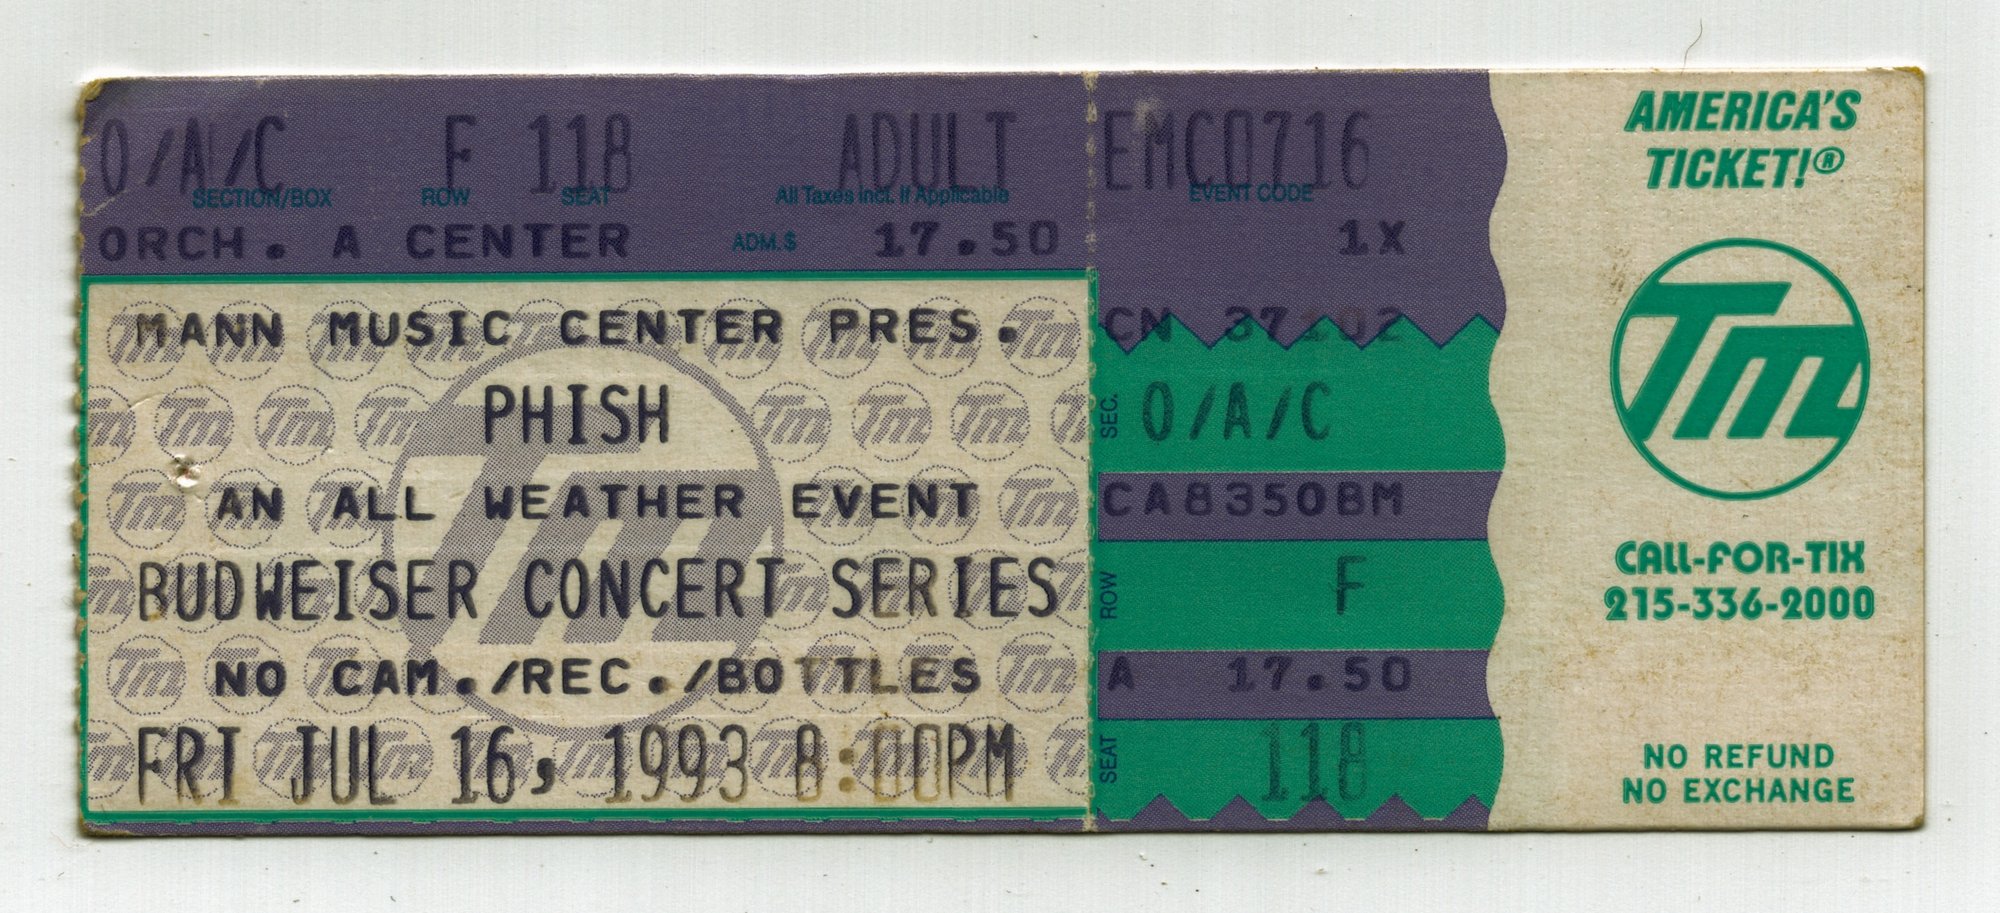 O/A/C F 118 ADULT
SECTION/BOX ROW SEAT All Taxes Incl. If Applicable
ORCH. A CENTER ADM.$ 17.50
MANN MUSIC CENTER PRES.
PHISH
AN ALL WEATHER EVENT
BUDWEISER CONCERT SERIES
NO CAM./REC./BOTTLES
FRI JUL 16, 1993 8:00PM
EMC0716
EVENT CODE
1X
CN 37102
SEC. O/A/C
CA8350BM
ROW F
A 17.50
SEAT 118
AMERICA'S
TICKET!®
TM
CALL-FOR-TIX
215-336-2000
NO REFUND
NO EXCHANGE